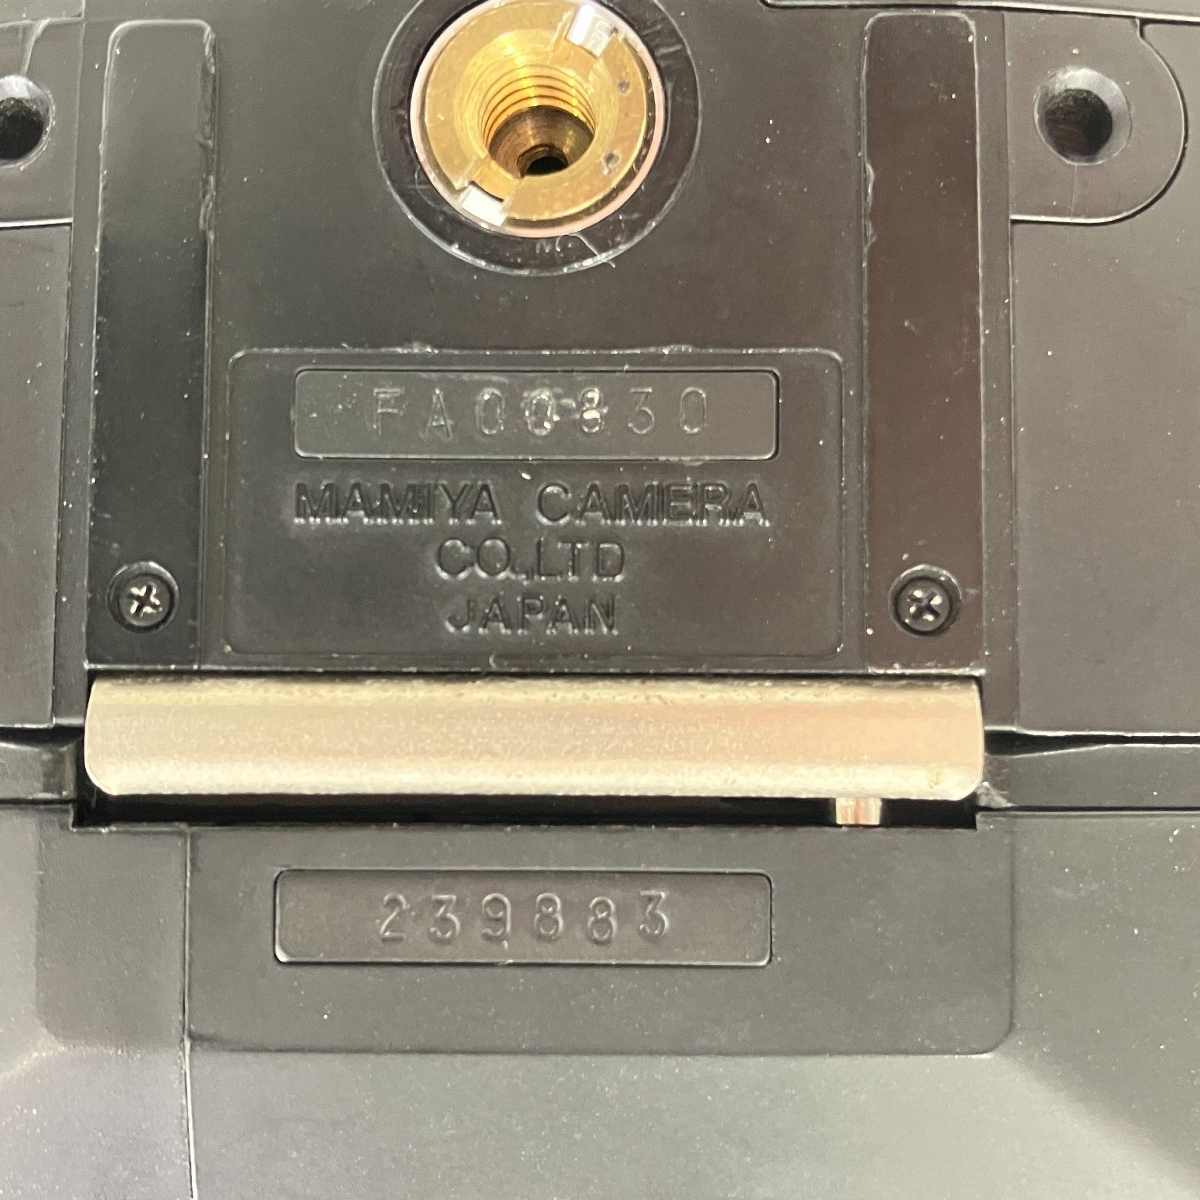 FA00830
MAMIYA CAMERA
CO.,LTD
JAPAN
239883